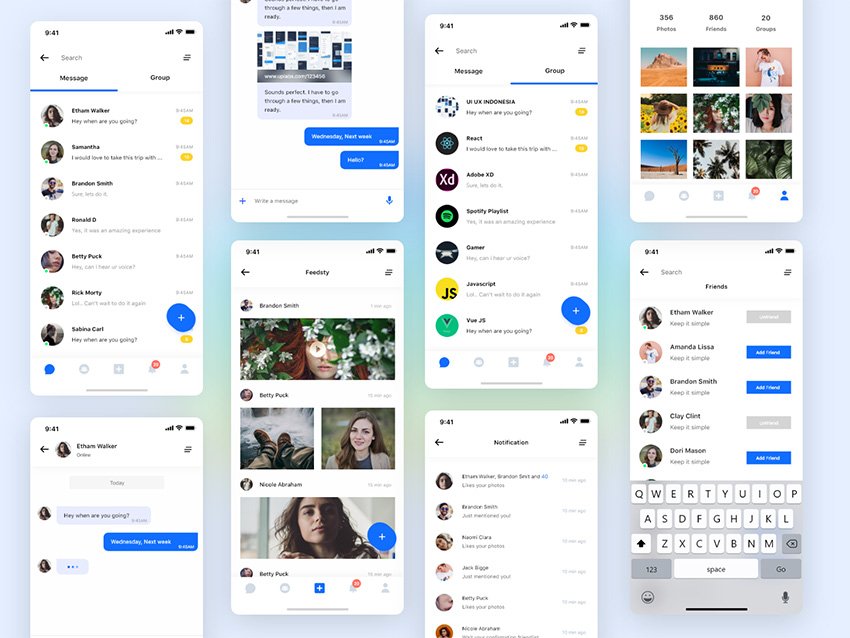 9:41
Search
Message
Group
Etham Walker
9:45AM
Hey when are you going?
Samantha
9:45AM
I would love to take this trip with ...
Brandon Smith
9:45AM
Sure, lets do it.
Ronald D
9:45AM
Yes, it was an amazing experience
Betty Puck
9:45AM
Hey, can i hear ur voice?
Rick Morty
9:45AM
Lol.. Can't wait to do it again
Sabina Carl
Hey when are you going?
9:41
Etham Walker
Online
Today
Hey when are you going?
9:45AM
Wednesday, Next week
9:45AM
Sounds perfect. I have to go
through a few things, then I am
ready.
9:45AM
www.uplabs.com/123456
Sounds perfect. I have to go
through a few things, then I am
ready.
9:45AM
Wednesday, Next week
9:45AM
Hello?
9:45AM
Write a message
9:41
Feedsty
Brandon Smith
1 min ago
Betty Puck
10 min ago
Nicole Abraham
15 min ago
Betty Puck
15 min ago
9:41
Search
Message
Group
UI UX INDONESIA
9:45AM
Hey when are you going?
React
9:45AM
I would love to take this trip with ...
Xd
Adobe XD
9:45AM
Sure, lets do it.
Spotify Playlist
9:45AM
Yes, it was an amazing experience
Gamer
9:45AM
Hey, can i hear ur voice?
JS
Javascript
9:45AM
Lol.. Can't wait to do it again
Vue JS
Hey when are you going?
9:41
Notification
Etham Walker, Brandon Smit and 40
Likes your photos
10 min ago
Brandon Smith
Just mentioned you!
10 min ago
Naomi Clara
Likes your photos
10 min ago
Jack Bigge
Just mentioned you!
10 min ago
Betty Puck
Likes your photos
10 min ago
Nicole Abraham
10 min ago
356
860
20
Photos
Friends
Groups
9:41
Search
Friends
Etham Walker
Keep it simple
Unfriend
Amanda Lissa
Keep it simple
Add Friend
Brandon Smith
Keep it simple
Add Friend
Clay Clint
Keep it simple
Unfriend
Dori Mason
Keep it simple
Add Friend
Q W E R T Y U I O P
A S D F G H J K L
Z X C V B N M
123
space
Go